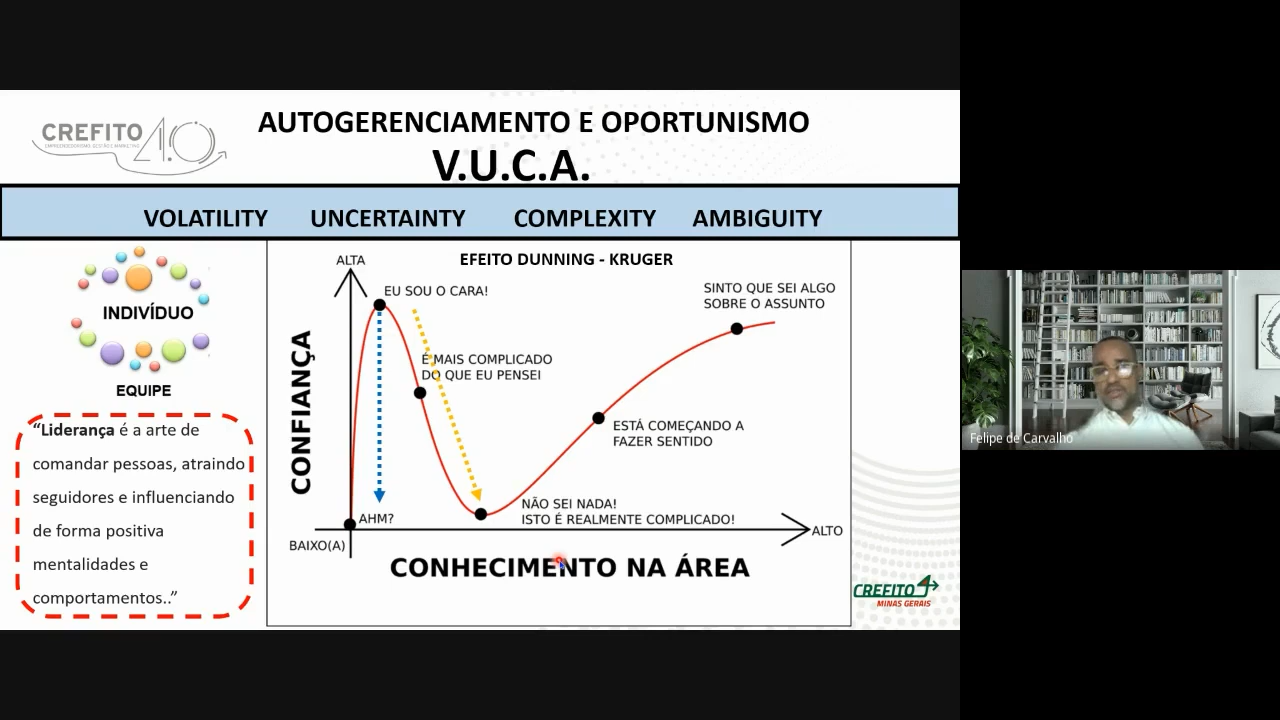 CREFITO 4.0
EMPREENDEDORISMO GESTÃO E MARKETING
AUTOGERENCIAMENTO E OPORTUNISMO
V.U.C.A.
VOLATILITY UNCERTAINTY COMPLEXITY AMBIGUITY
INDIVÍDUO
EQUIPE
“Liderança é a arte de
comandar pessoas, atraindo
seguidores e influenciando
de forma positiva
mentalidades e
comportamentos..”
EFEITO DUNNING - KRUGER
ALTA
EU SOU O CARA!
SINTO QUE SEI ALGO
SOBRE O ASSUNTO
É MAIS COMPLICADO
DO QUE EU PENSEI
CONFIANÇA
ESTÁ COMEÇANDO A
FAZER SENTIDO
NÃO SEI NADA!
ISTO É REALMENTE COMPLICADO!
AHM?
ALTO
BAIXO(A)
CONHECIMENTO NA ÁREA
CREFITO4
MINAS GERAIS
Felipe de Carvalho